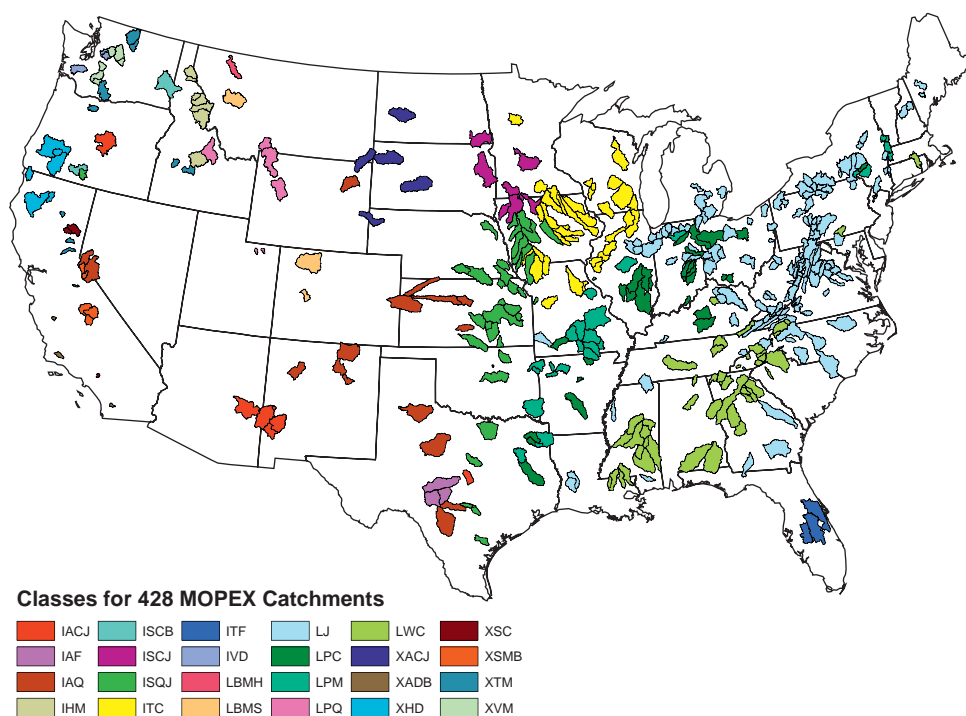 Classes for 428 MOPEX Catchments
IACJ ISCB ITF LJ LWC XSC
IAF ISCJ IVD LPC XACJ XSMB
IAQ ISQJ LBMH LPM XADB XTM
IHM ITC LBMS LPQ XHD XVM